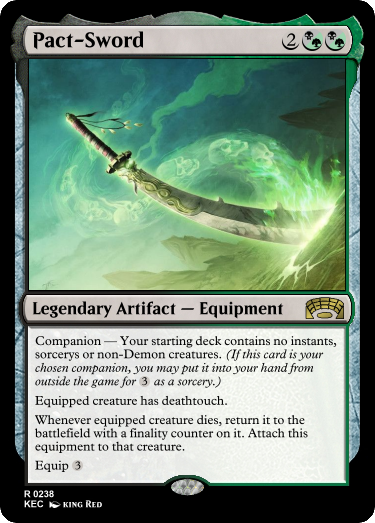 Pact-Sword 2
Legendary Artifact — Equipment
Companion — Your starting deck contains no instants,
sorcerys or non-Demon creatures. (If this card is your
chosen companion, you may put it into your hand from
outside the game for 3 as a sorcery.)
Equipped creature has deathtouch.
Whenever equipped creature dies, return it to the
battlefield with a finality counter on it. Attach this
equipment to that creature.
Equip 3
R 0238
KEC KING RED